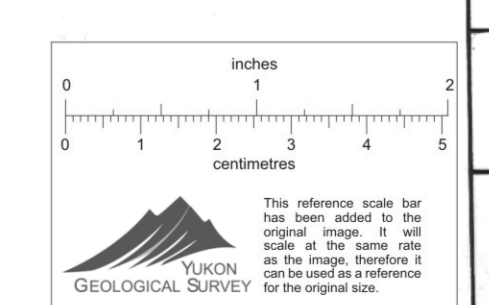 inches
0 1 2
0 1 2 3 4 5
centimetres
YUKON
GEOLOGICAL SURVEY
This reference scale bar
has been added to the
original image. It will
scale at the same rate
as the image, therefore it
can be used as a reference
for the original size.